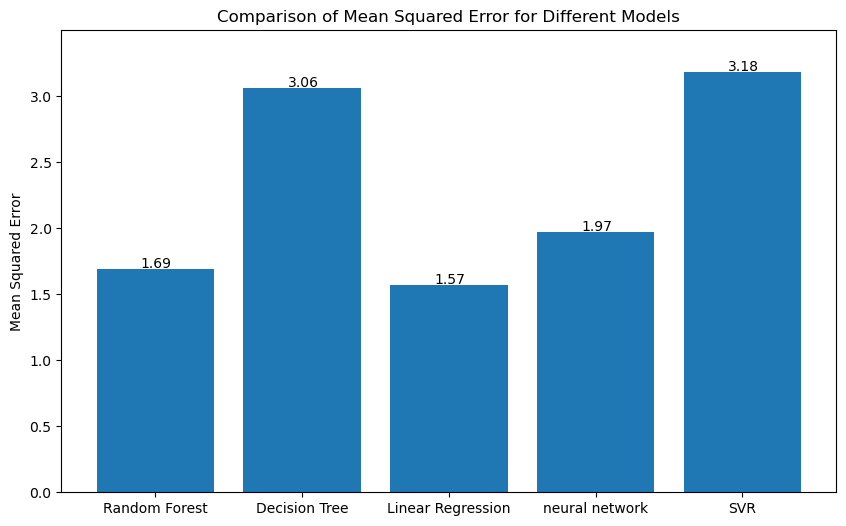 Comparison of Mean Squared Error for Different Models
Mean Squared Error
3.0
2.5
2.0
1.5
1.0
0.5
0.0
1.69
3.06
1.57
1.97
3.18
Random Forest
Decision Tree
Linear Regression
neural network
SVR